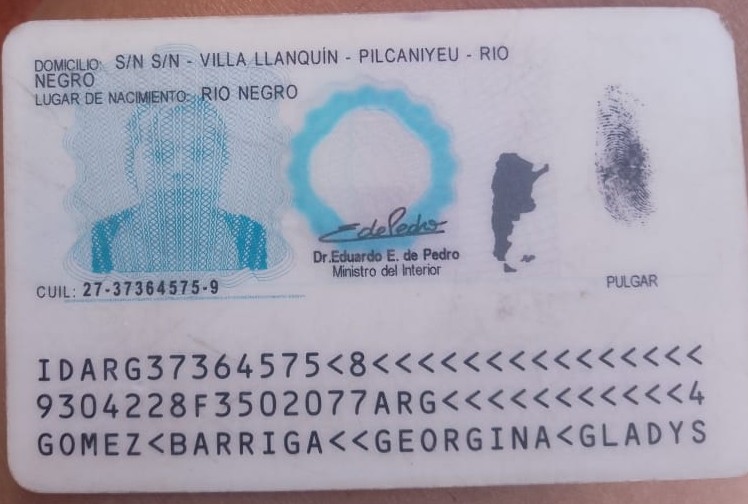 DOMICILIO: S/N S/N - VILLA LLANQUÍN - PILCANIYEU - RIO
NEGRO
LUGAR DE NACIMIENTO: RIO NEGRO
EdePedro
Dr.Eduardo E. de Pedro
Ministro del Interior
CUIL: 27-37364575-9
PULGAR
IDARG37364575<8<<<<<<<<<<<<<<<
9304228F3502077ARG<<<<<<<<<<<4
GOMEZ<BARRIGA<<GEORGINA<GLADYS